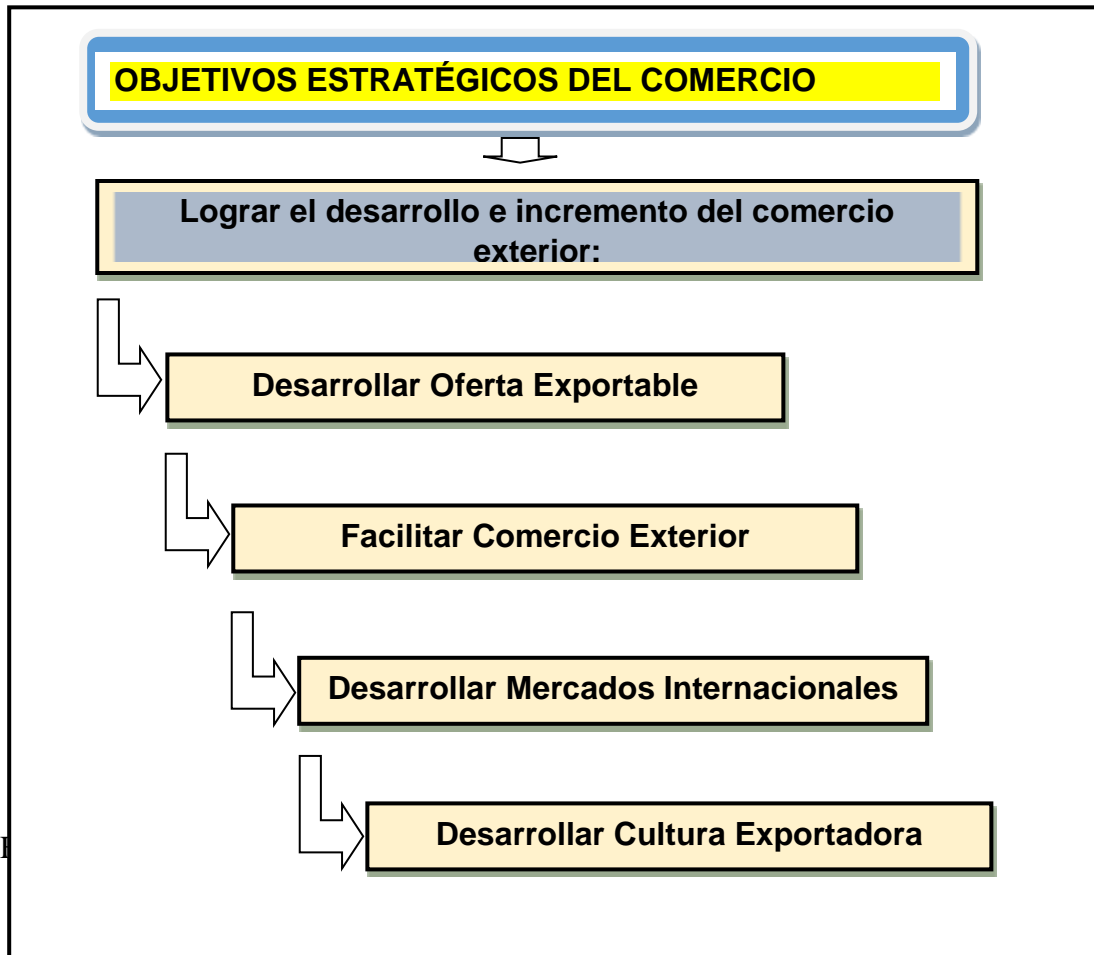 OBJETIVOS ESTRATÉGICOS DEL COMERCIO
Lograr el desarrollo e incremento del comercio
exterior:
Desarrollar Oferta Exportable
Facilitar Comercio Exterior
Desarrollar Mercados Internacionales
Desarrollar Cultura Exportadora